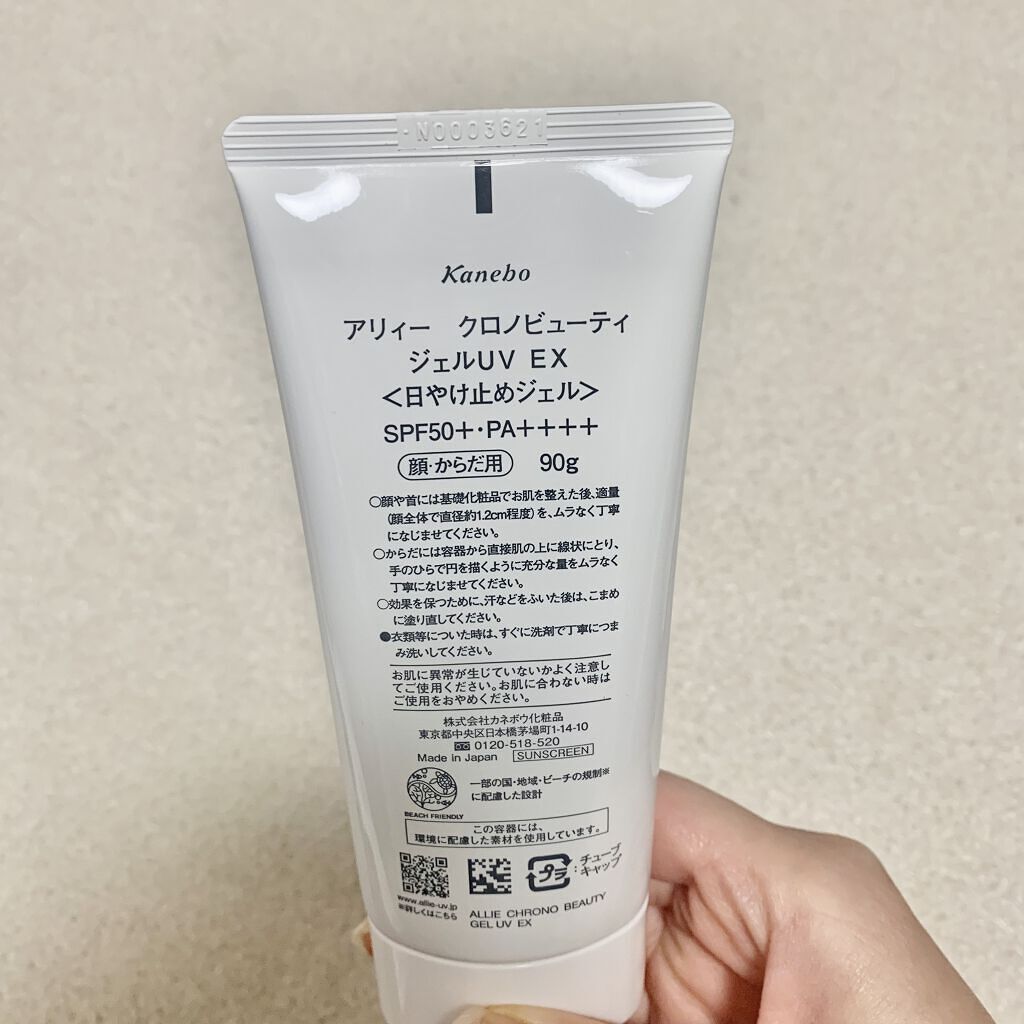 ·N0003621
Kanebo
アリィー クロノビューティ
ジェルUV EX
<日やけ止めジェル>
SPF50+・PA++++
顔・からだ用 90g
○顔や首には基礎化粧品でお肌を整えた後、適量
(顔全体で直径約1.2cm程度)を、ムラなく丁寧
になじませてください。
○からだには容器から直接肌の上に線状にとり、
手のひらで円を描くように充分な量をムラなく
丁寧になじませてください。
○効果を保つために、汗などをふいた後は、こまめ
に塗り直してください。
●衣類等についた時は、すぐに洗剤で丁寧につま
み洗いしてください。
お肌に異常が生じていないかよく注意し
てご使用ください。お肌に合わない時は
ご使用をおやめください。
株式会社カネボウ化粧品
東京都中央区日本橋茅場町1-14-10
0120-518-520
Made in Japan SUNSCREEN
一部の国・地域・ビーチの規制※
に配慮した設計
BEACH FRIENDLY
この容器には、
環境に配慮した素材を使用しています。
プラ :チューブ
キャップ
www.allie-uv.jp
※詳しくはこちら
ALLIE CHRONO BEAUTY
GEL UV EX